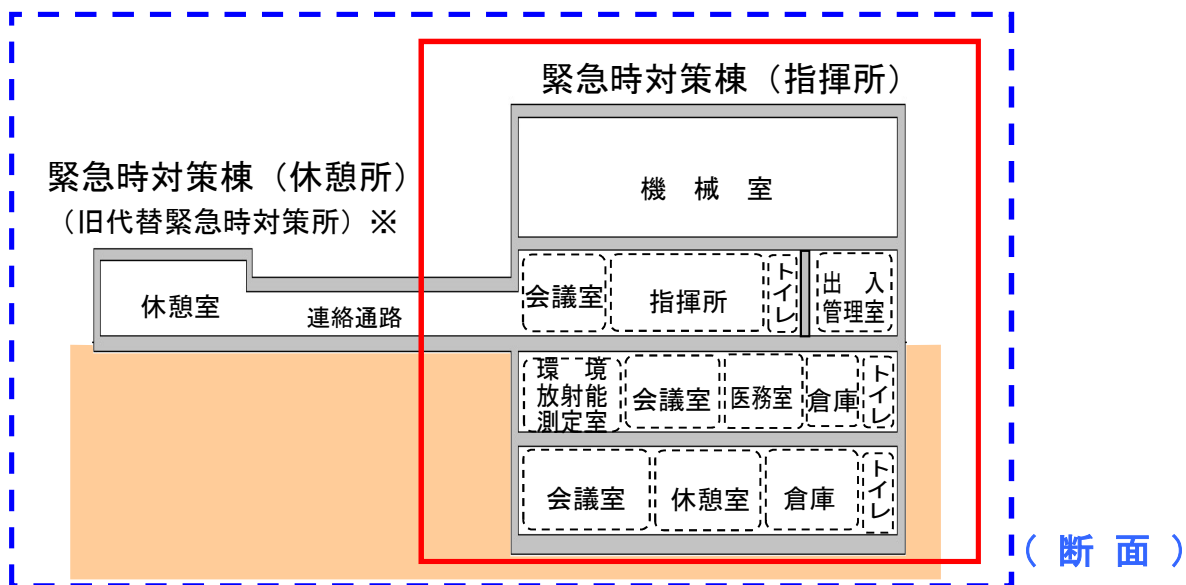 緊急時対策棟（指揮所）
緊急時対策棟（休憩所）
（旧代替緊急時対策所）※
機 械 室
休憩室
連絡通路
会議室
指揮所
トイレ
出 入
管理室
環 境
放射能
測定室
会議室
医務室
倉庫
トイレ
会議室
休憩室
倉庫
トイレ
（断 面）